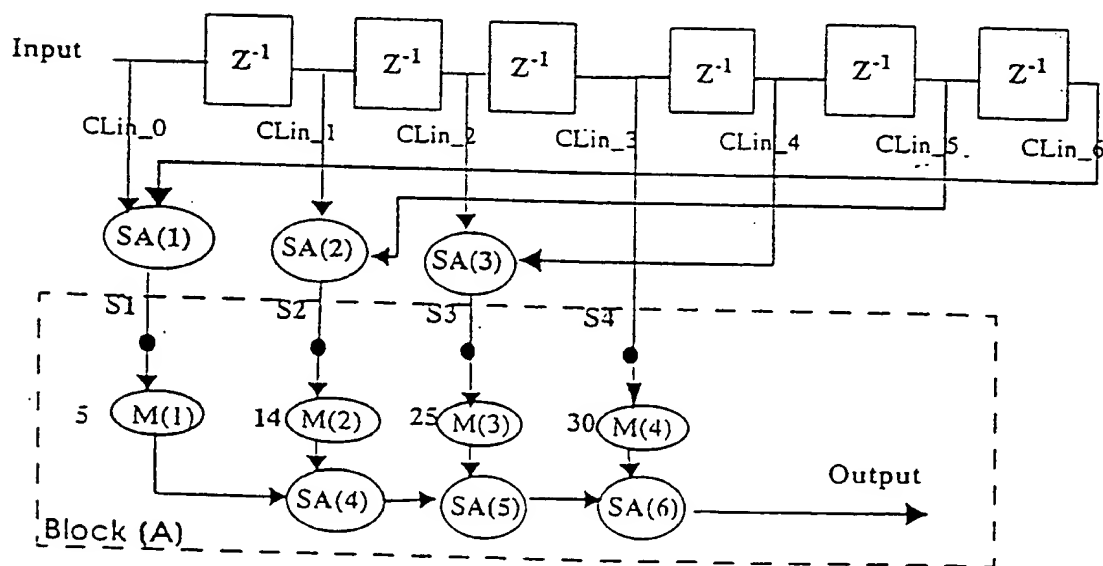 Input
Z-1 Z-1 Z-1 Z-1 Z-1 Z-1
CLin_0 CLin_1 CLin_2 CLin_3 CLin_4 CLin_5 CLin_6
SA(1) SA(2) SA(3)
S1 S2 S3 S4
5 M(1) 14 M(2) 25 M(3) 30 M(4)
Output
SA(4) SA(5) SA(6)
Block (A)